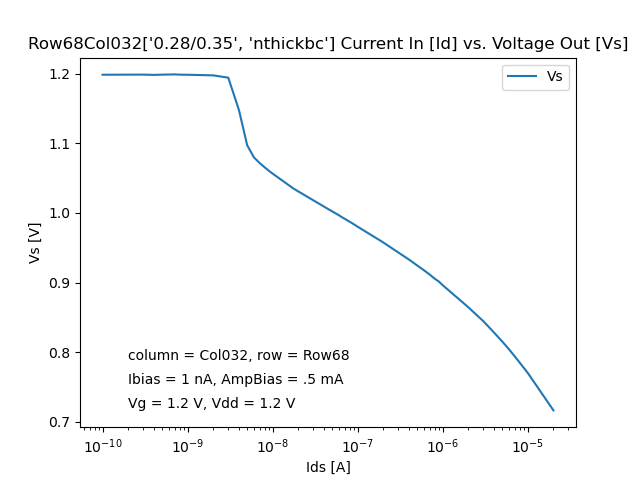 Row68Col032['0.28/0.35', 'nthickbc'] Current In [Id] vs. Voltage Out [Vs]
Vs
1.2
1.1
1.0
0.9
0.8
0.7
Vs [V]
column = Col032, row = Row68
Ibias = 1 nA, AmpBias = .5 mA
Vg = 1.2 V, Vdd = 1.2 V
10⁻¹⁰ 10⁻⁹ 10⁻⁸ 10⁻⁷ 10⁻⁶ 10⁻⁵
Ids [A]